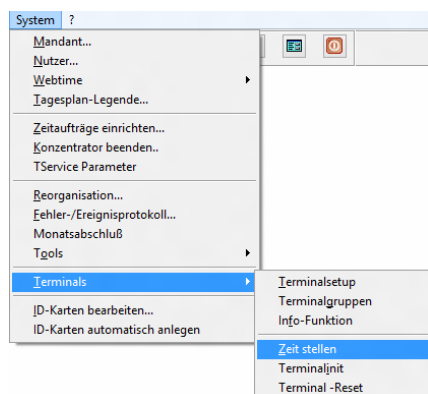 System ?
Mandant...
Nutzer...
Webtime
Tagesplan-Legende...
Zeitaufträge einrichten...
Konzentrator beenden..
TService Parameter
Reorganisation...
Fehler-/Ereignisprotokoll...
Monatsabschluß
Tools
Terminals
ID-Karten bearbeiten...
ID-Karten automatisch anlegen
Terminalsetup
Terminalgruppen
Info-Funktion
Zeit stellen
Terminalinit
Terminal -Reset